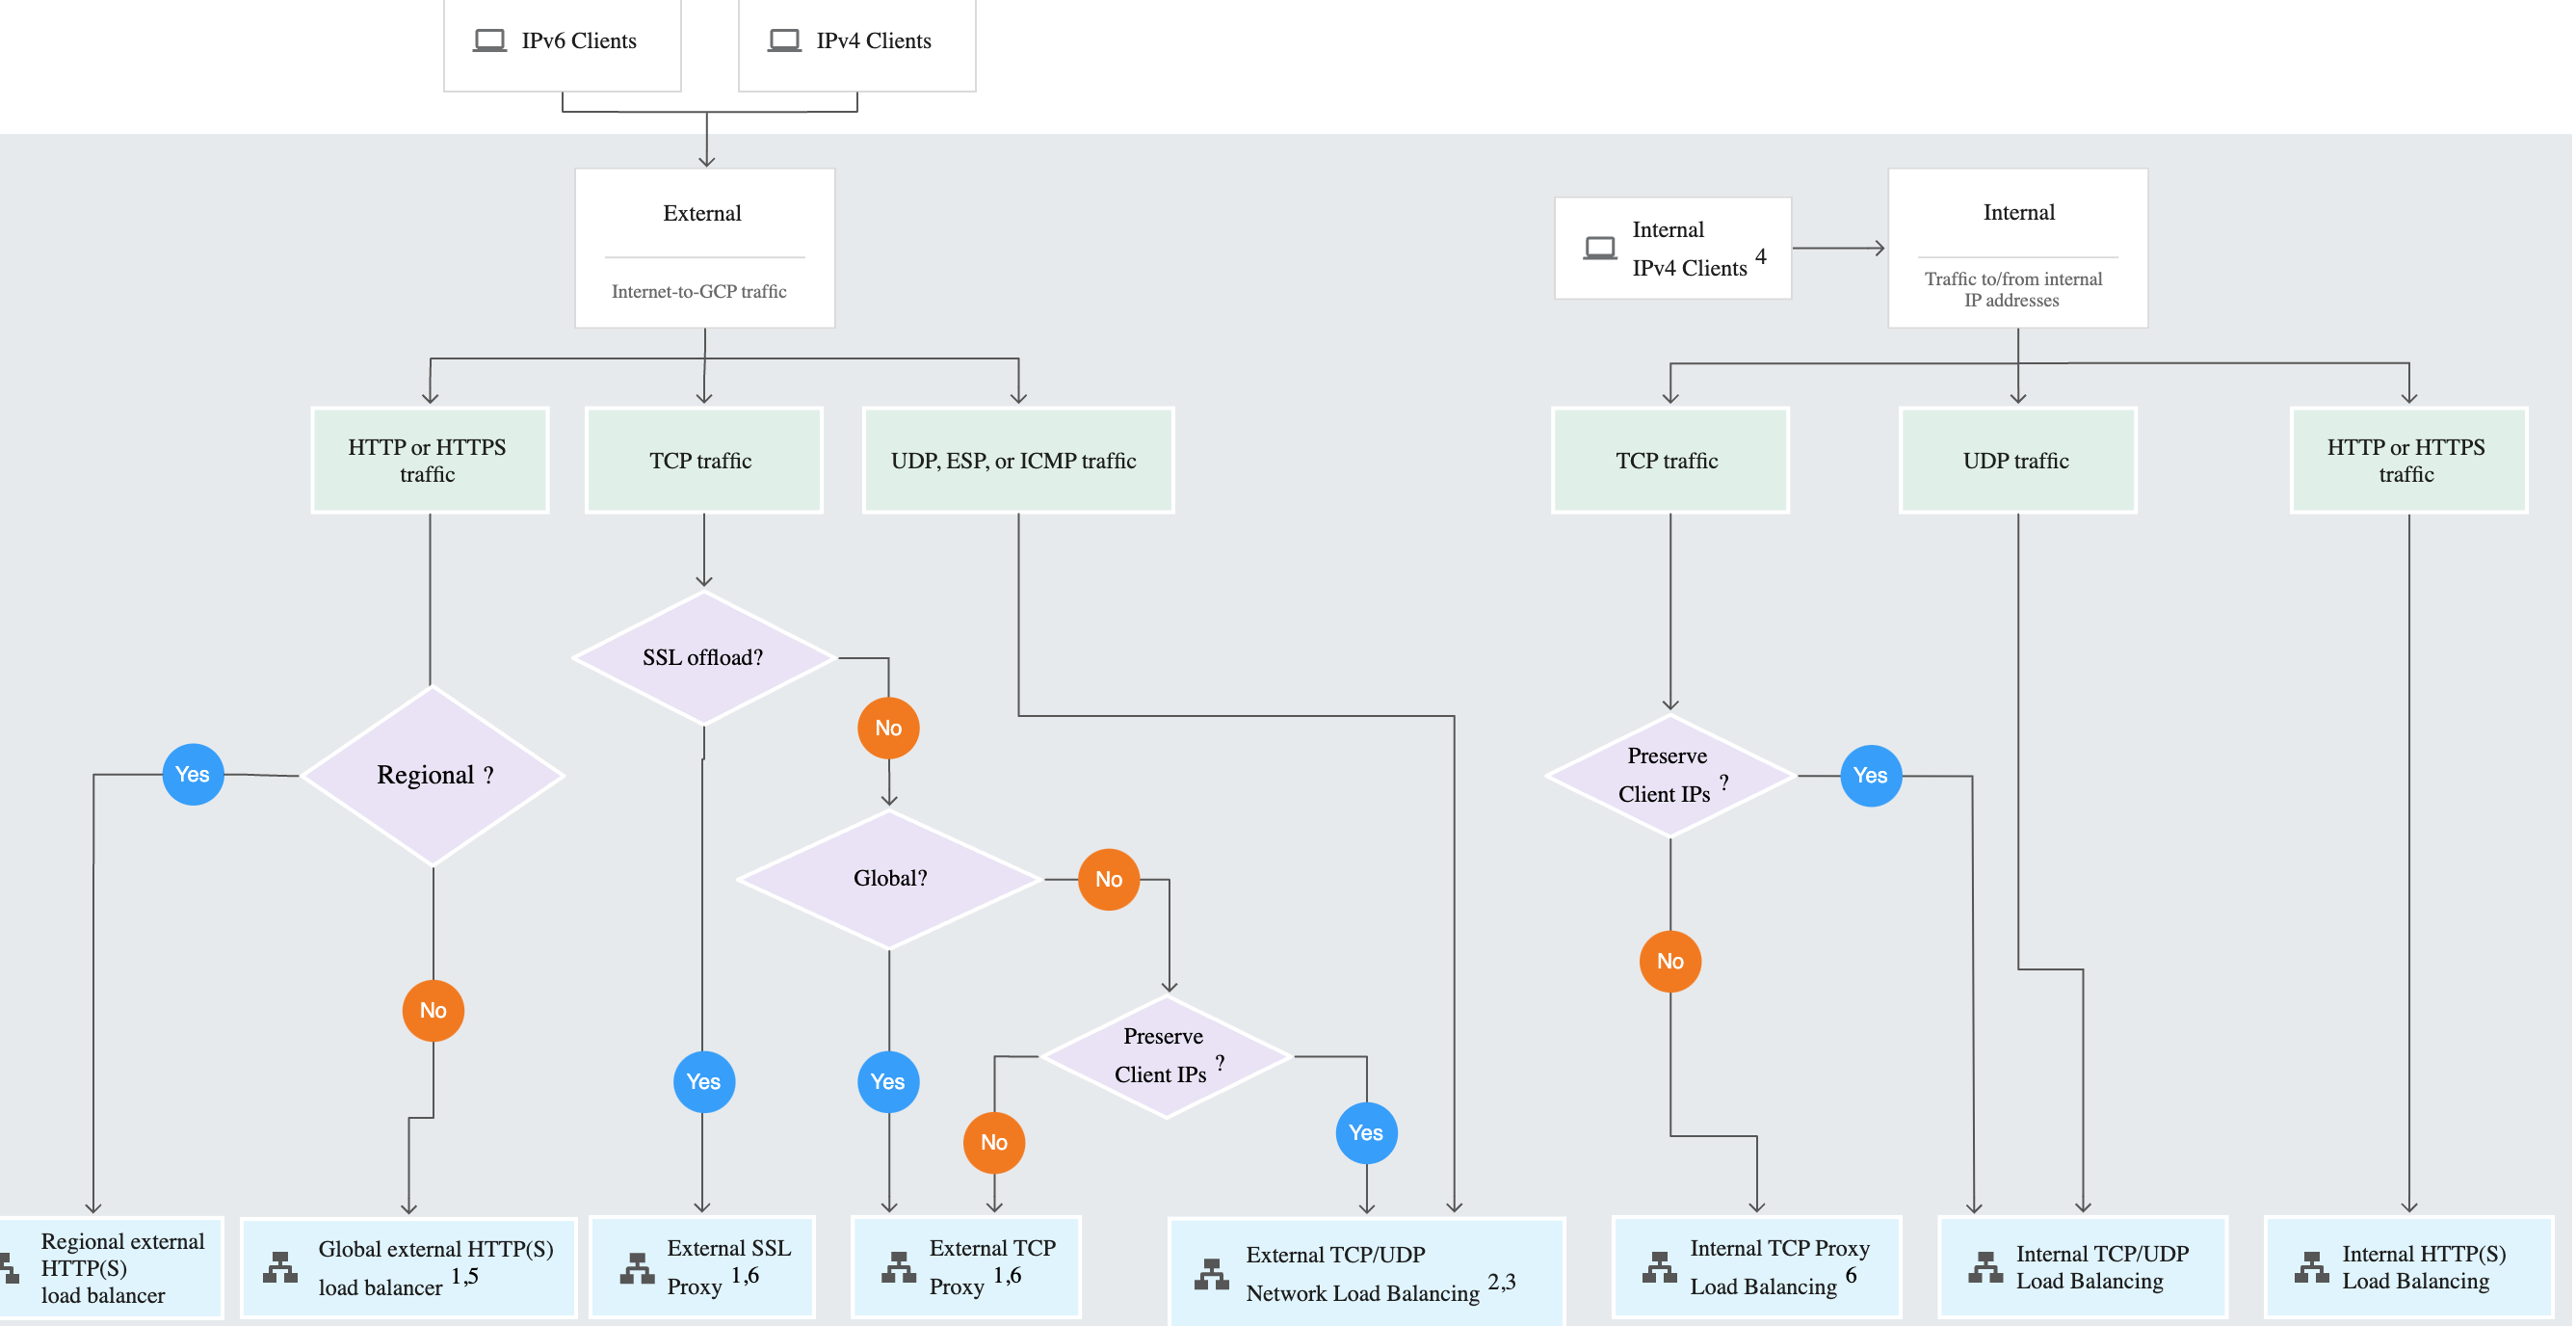 IPv6 Clients
IPv4 Clients
External
Internet-to-GCP traffic
Internal
IPv4 Clients 4
Internal
Traffic to/from internal
IP addresses
HTTP or HTTPS
traffic
TCP traffic
UDP, ESP, or ICMP traffic
TCP traffic
UDP traffic
HTTP or HTTPS
traffic
SSL offload?
No
Yes
Regional ?
Preserve
Client IPs ?
Yes
Global?
No
No
No
Preserve
Client IPs ?
Yes
Yes
No
Yes
Regional external
HTTP(S)
load balancer
Global external HTTP(S)
load balancer 1,5
External SSL
Proxy 1,6
External TCP
Proxy 1,6
External TCP/UDP
Network Load Balancing 2,3
Internal TCP Proxy
Load Balancing 6
Internal TCP/UDP
Load Balancing
Internal HTTP(S)
Load Balancing